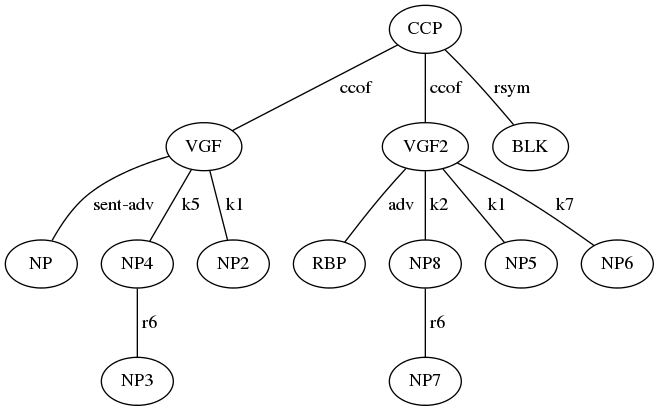 CCP
ccof ccof rsym
VGF VGF2 BLK
sent-adv k5 k1 adv k2 k1 k7
NP NP4 NP2 RBP NP8 NP5 NP6
r6 r6
NP3 NP7